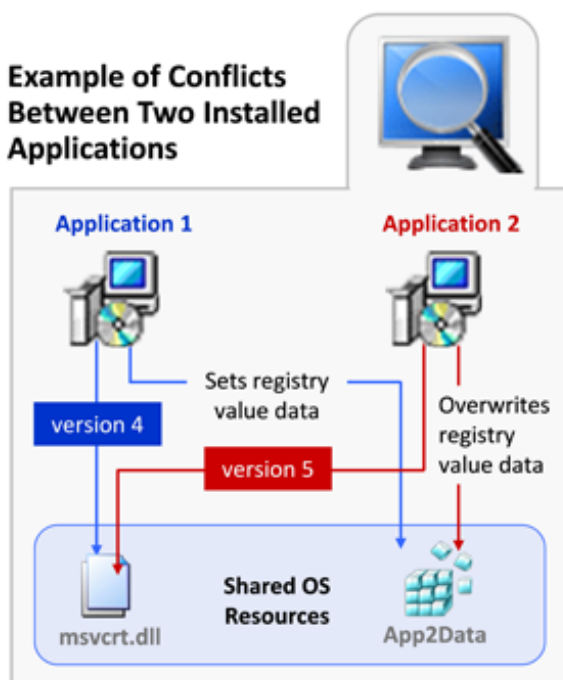 Example of Conflicts
Between Two Installed
Applications
Application 1
Application 2
Sets registry
value data
Overwrites
registry
value data
version 4
version 5
Shared OS
Resources
msvcrt.dll
App2Data